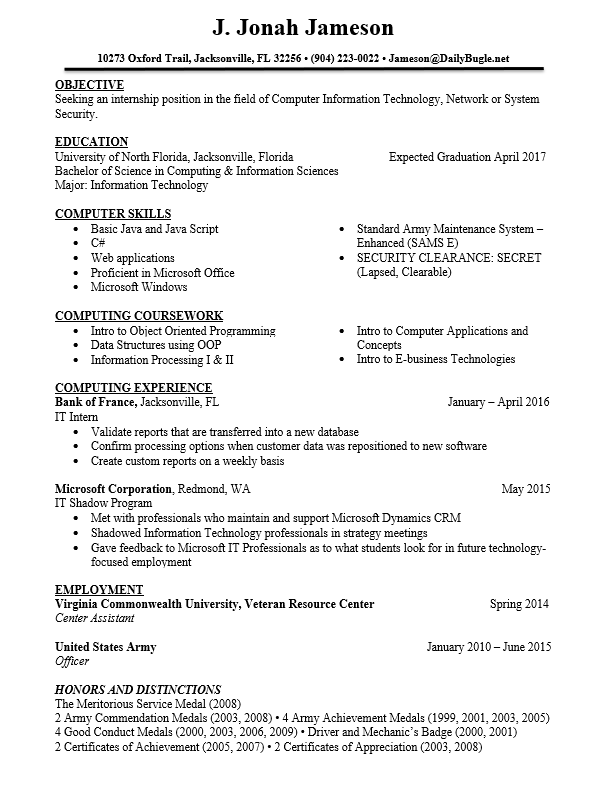 J. Jonah Jameson
10273 Oxford Trail, Jacksonville, FL 32256 • (904) 223-0022 • Jameson@DailyBugle.net
OBJECTIVE
Seeking an internship position in the field of Computer Information Technology, Network or System
Security.
EDUCATION
University of North Florida, Jacksonville, Florida Expected Graduation April 2017
Bachelor of Science in Computing & Information Sciences
Major: Information Technology
COMPUTER SKILLS
• Basic Java and Java Script
• C#
• Web applications
• Proficient in Microsoft Office
• Microsoft Windows
• Standard Army Maintenance System –
Enhanced (SAMS E)
• SECURITY CLEARANCE: SECRET
(Lapsed, Clearable)
COMPUTING COURSEWORK
• Intro to Object Oriented Programming
• Data Structures using OOP
• Information Processing I & II
• Intro to Computer Applications and
Concepts
• Intro to E-business Technologies
COMPUTING EXPERIENCE
Bank of France, Jacksonville, FL January – April 2016
IT Intern
• Validate reports that are transferred into a new database
• Confirm processing options when customer data was repositioned to new software
• Create custom reports on a weekly basis
Microsoft Corporation, Redmond, WA May 2015
IT Shadow Program
• Met with professionals who maintain and support Microsoft Dynamics CRM
• Shadowed Information Technology professionals in strategy meetings
• Gave feedback to Microsoft IT Professionals as to what students look for in future technology-
focused employment
EMPLOYMENT
Virginia Commonwealth University, Veteran Resource Center Spring 2014
Center Assistant
United States Army January 2010 – June 2015
Officer
HONORS AND DISTINCTIONS
The Meritorious Service Medal (2008)
2 Army Commendation Medals (2003, 2008) • 4 Army Achievement Medals (1999, 2001, 2003, 2005)
4 Good Conduct Medals (2000, 2003, 2006, 2009) • Driver and Mechanic's Badge (2000, 2001)
2 Certificates of Achievement (2005, 2007) • 2 Certificates of Appreciation (2003, 2008)